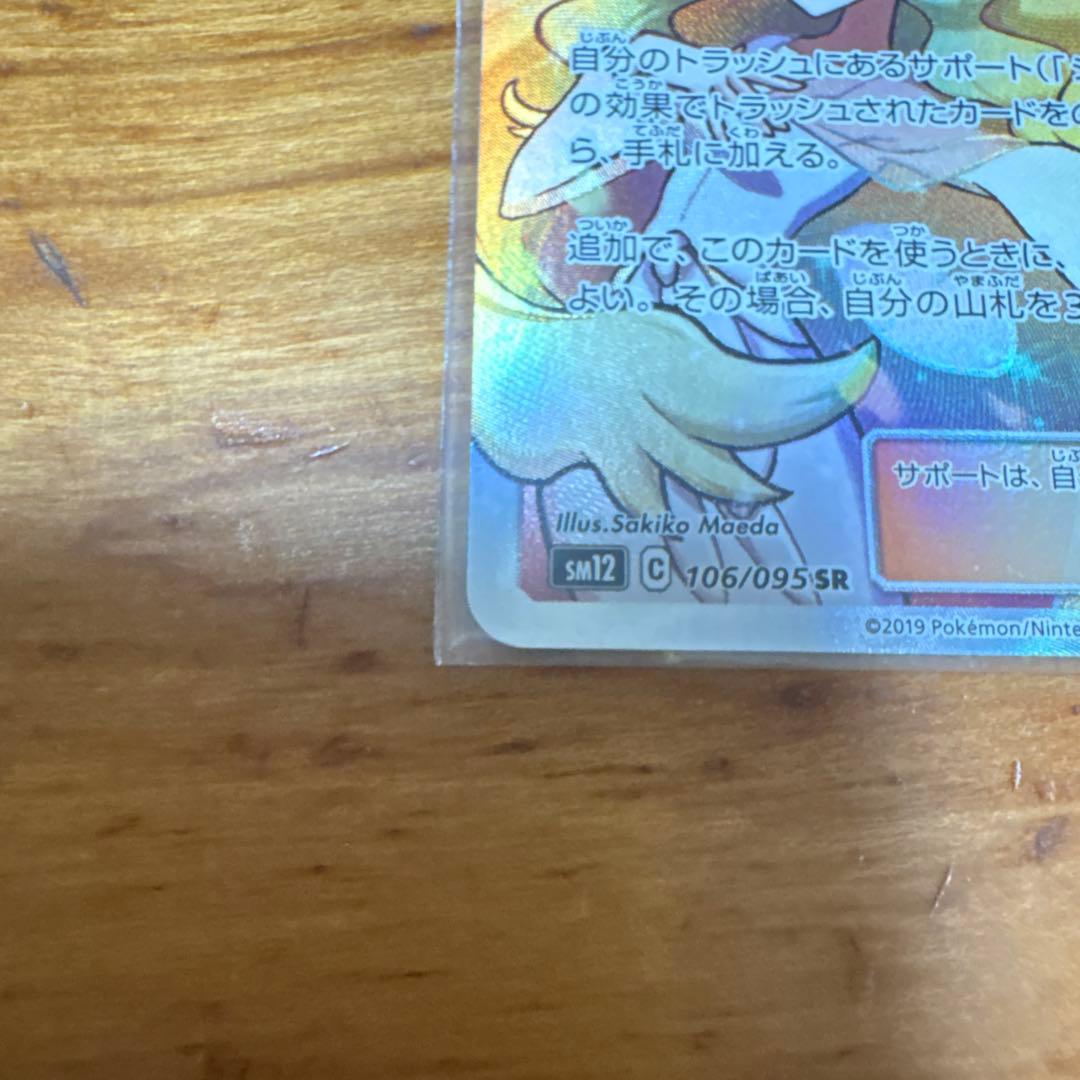 自分のトラッシュにあるサポート(「
の効果でトラッシュされたカードを
ら、手札に加える。
追加で、このカードを使うときに、
よい。その場合、自分の山札を3
サポートは、自
Illus.Sakiko Maeda
SM12 C 106/095 SR
©2019 Pokémon/Ninte